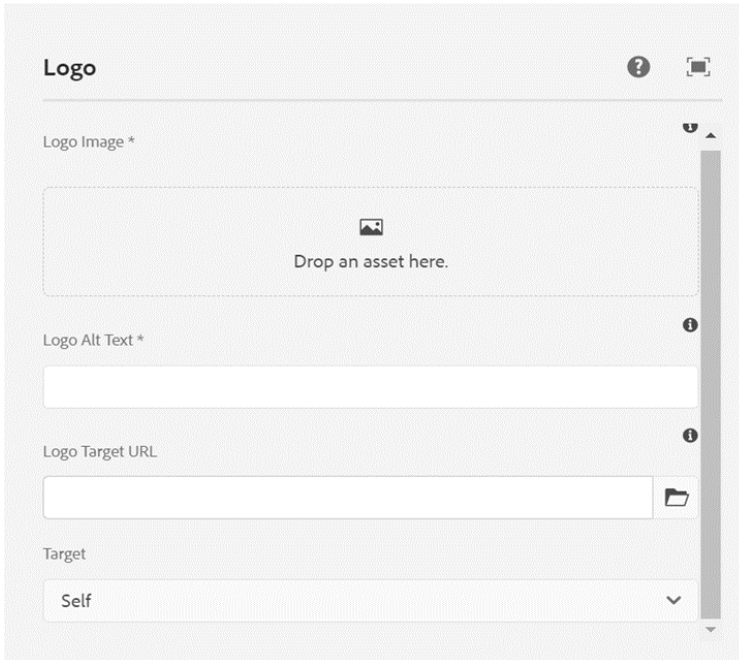 Logo
Logo Image *
Drop an asset here.
Logo Alt Text *
Logo Target URL
Target
Self